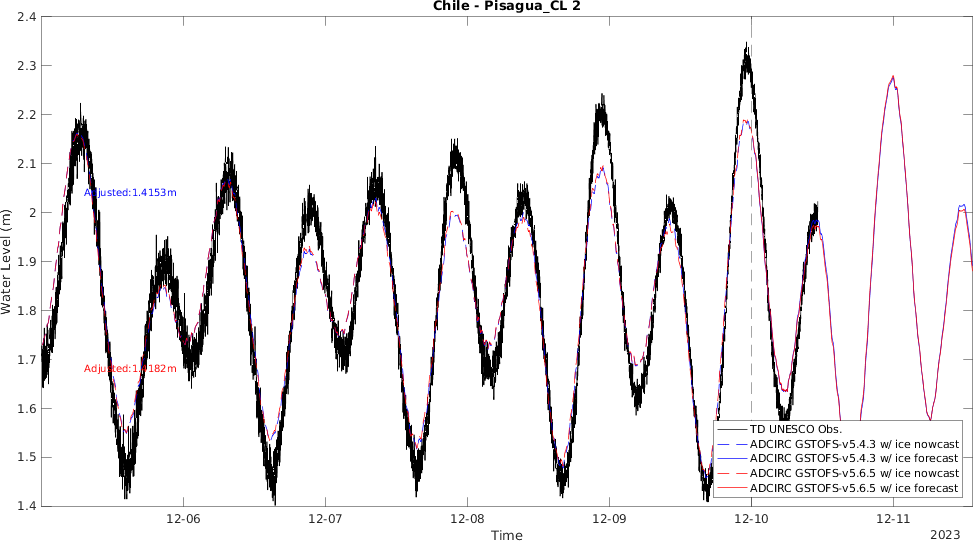 Chile - Pisagua_CL 2
2.4
2.3
2.2
2.1
2
1.9
1.8
1.7
1.6
1.5
1.4
Water Level (m)
Adjusted:1.4153m
TD UNESCO Obs.
ADCIRC GSTOFS-v5.4.3 w/ ice nowcast
ADCIRC GSTOFS-v5.4.3 w/ ice forecast
ADCIRC GSTOFS-v5.6.5 w/ ice nowcast
ADCIRC GSTOFS-v5.6.5 w/ ice forecast
12-06
12-07
12-08
12-09
12-10
12-11
Time
2023